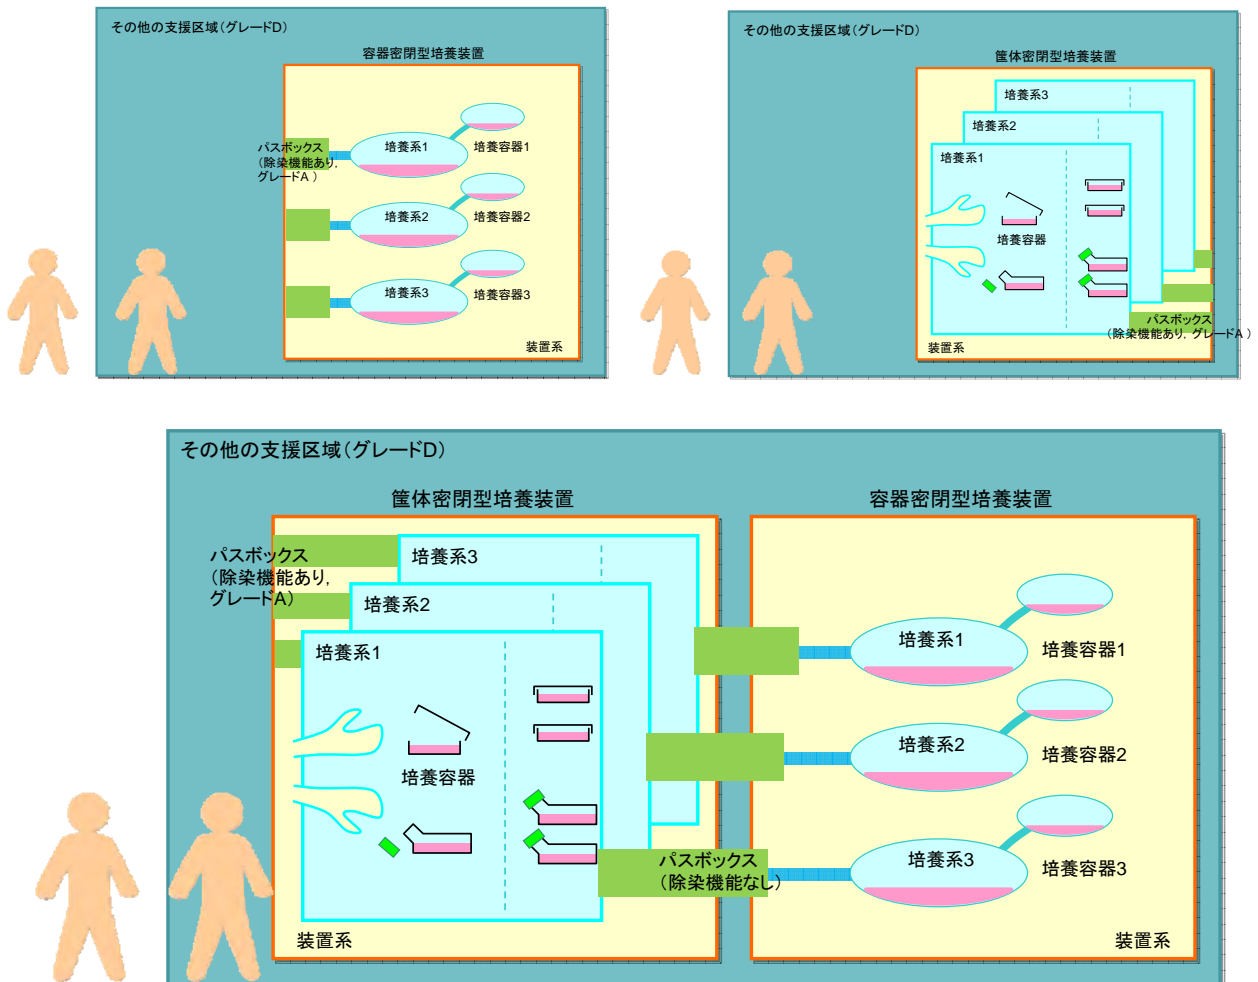 その他の支援区域(グレードD)
容器密閉型培養装置
パスボックス
(除染機能あり,
グレードA )
培養系1
培養容器1
培養系2
培養容器2
培養系3
培養容器3
装置系
その他の支援区域(グレードD)
筐体密閉型培養装置
培養系3
培養系2
培養系1
培養容器
パスボックス
(除染機能あり, グレードA )
装置系
その他の支援区域(グレードD)
筐体密閉型培養装置
パスボックス
(除染機能あり,
グレードA)
培養系3
培養系2
培養系1
培養容器
パスボックス
(除染機能なし)
装置系
容器密閉型培養装置
培養系1
培養容器1
培養系2
培養容器2
培養系3
培養容器3
装置系